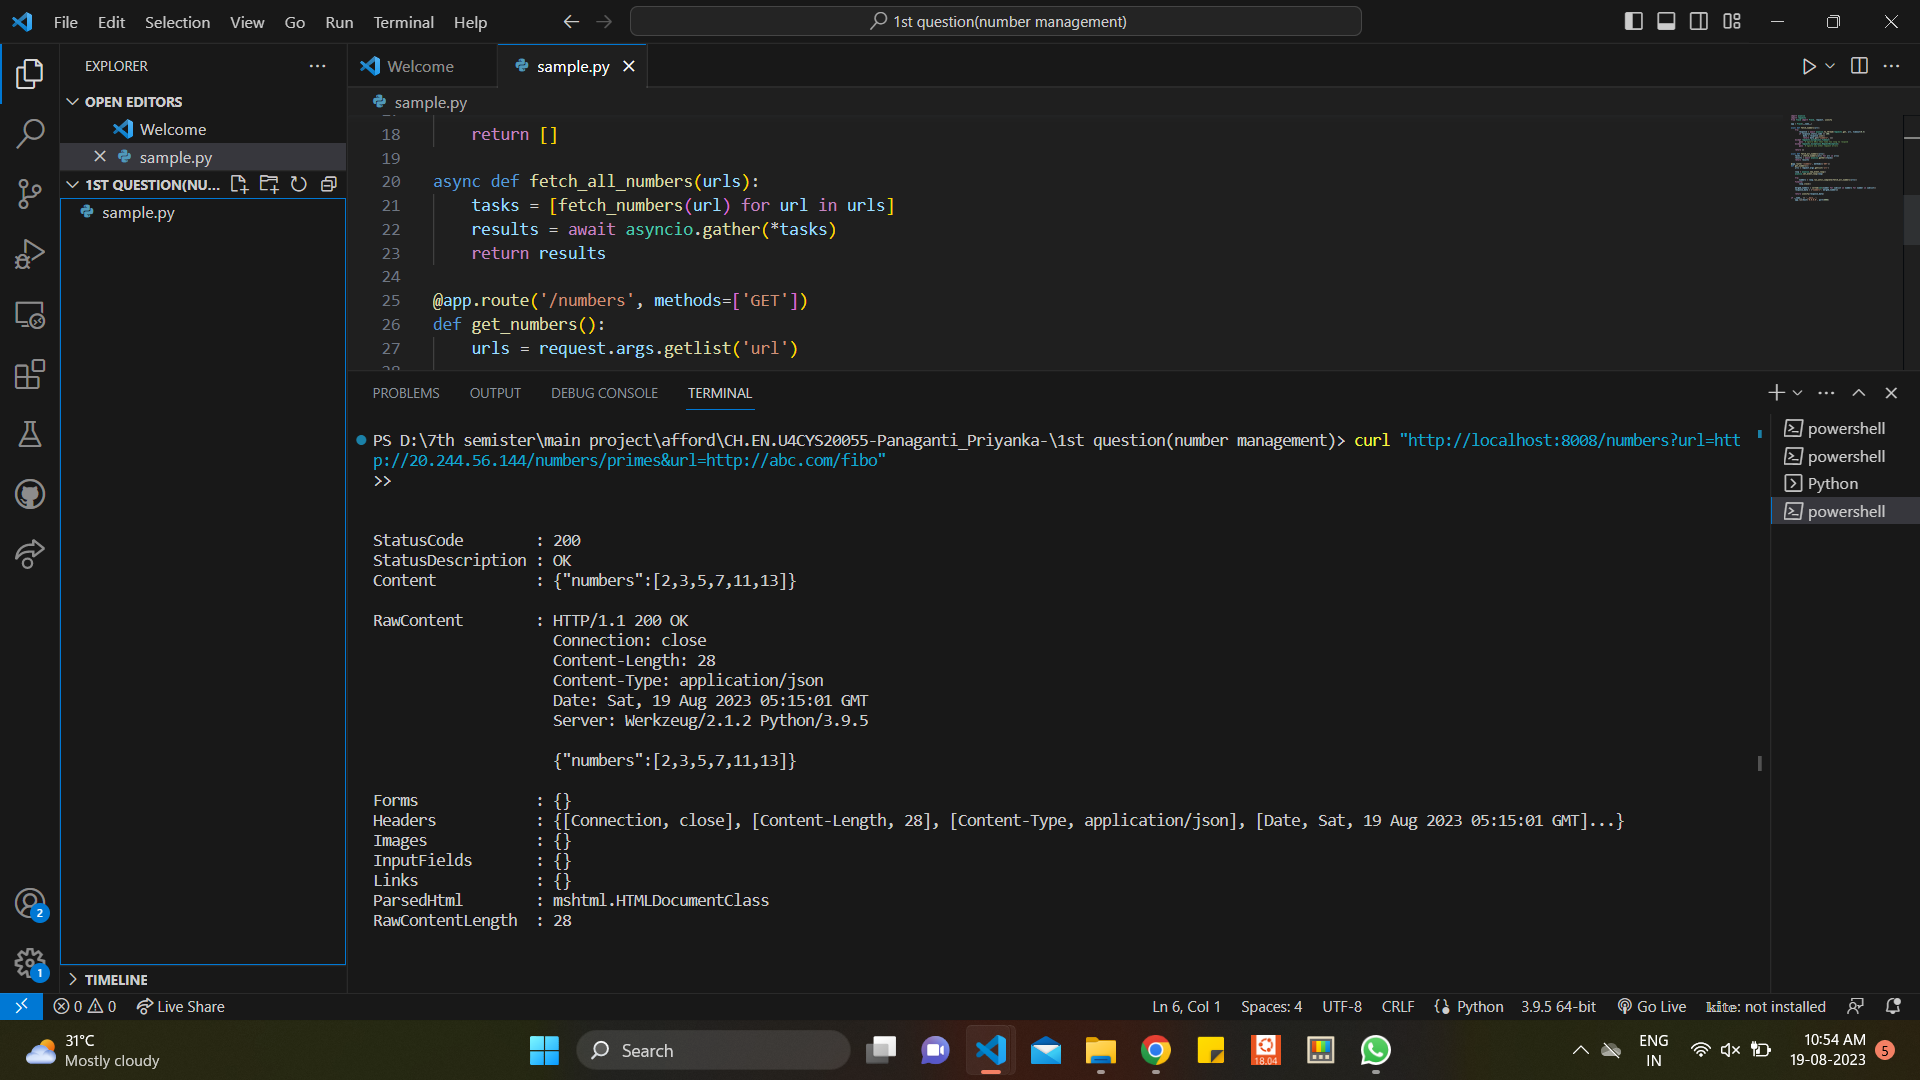 File Edit Selection View Go Run Terminal Help
1st question(number management)
EXPLORER
OPEN EDITORS
Welcome
sample.py
1ST QUESTION(NU...
sample.py
TIMELINE
Welcome
sample.py
sample.py
18 return []
19
20 async def fetch_all_numbers(urls):
21 tasks = [fetch_numbers(url) for url in urls]
22 results = await asyncio.gather(*tasks)
23 return results
24
25 @app.route('/numbers', methods=['GET'])
26 def get_numbers():
27 urls = request.args.getlist('url')
28
PROBLEMS OUTPUT DEBUG CONSOLE TERMINAL
PS D:\7th semister\main project\afford\CH.EN.U4CYS20055-Panaganti_Priyanka-\1st question(number management)> curl "http://localhost:8008/numbers?url=htt
p://20.244.56.144/numbers/primes&url=http://abc.com/fibo"
>>
StatusCode : 200
StatusDescription : OK
Content : {"numbers":[2,3,5,7,11,13]}
RawContent : HTTP/1.1 200 OK
Connection: close
Content-Length: 28
Content-Type: application/json
Date: Sat, 19 Aug 2023 05:15:01 GMT
Server: Werkzeug/2.1.2 Python/3.9.5
{"numbers":[2,3,5,7,11,13]}
Forms : {}
Headers : {[Connection, close], [Content-Length, 28], [Content-Type, application/json], [Date, Sat, 19 Aug 2023 05:15:01 GMT]...}
Images : {}
InputFields : {}
Links : {}
ParsedHtml : mshtml.HTMLDocumentClass
RawContentLength : 28
powershell
powershell
Python
powershell
2
1
0 0 Live Share
Ln 6, Col 1 Spaces: 4 UTF-8 CRLF Python 3.9.5 64-bit Go Live kite: not installed
31°C
Mostly cloudy
Search
18.04
ENG
IN
10:54 AM
19-08-2023
5